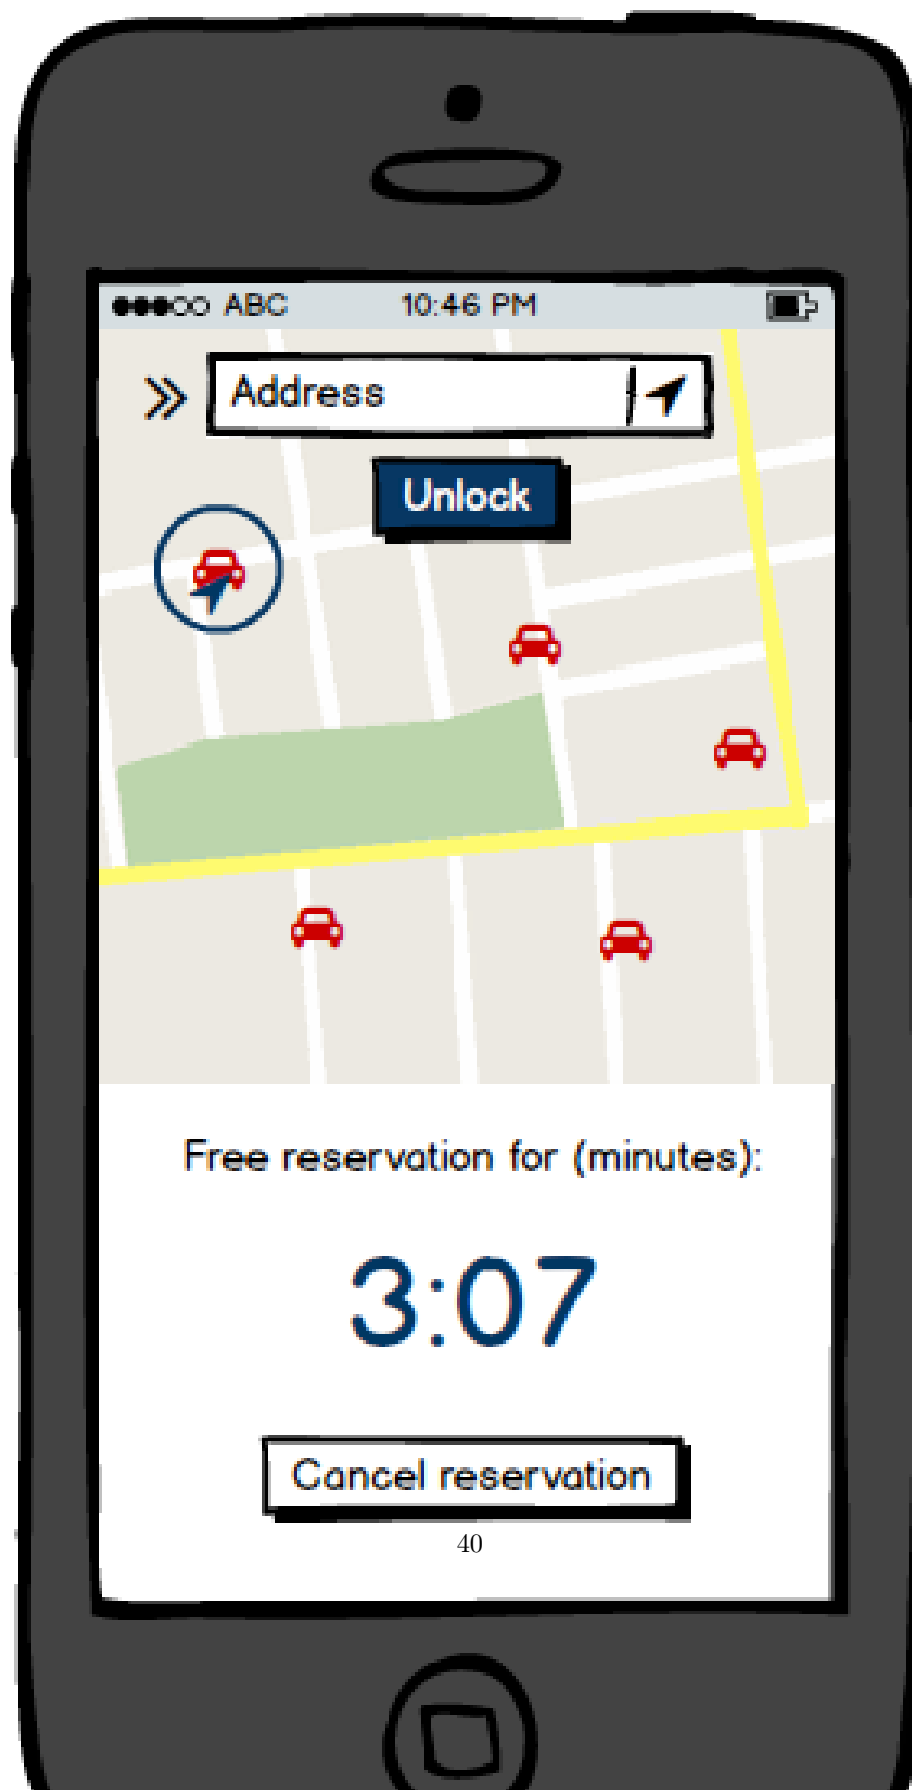 ABC 10:46 PM
Address
Unlock
Free reservation for (minutes):
3:07
Cancel reservation
40